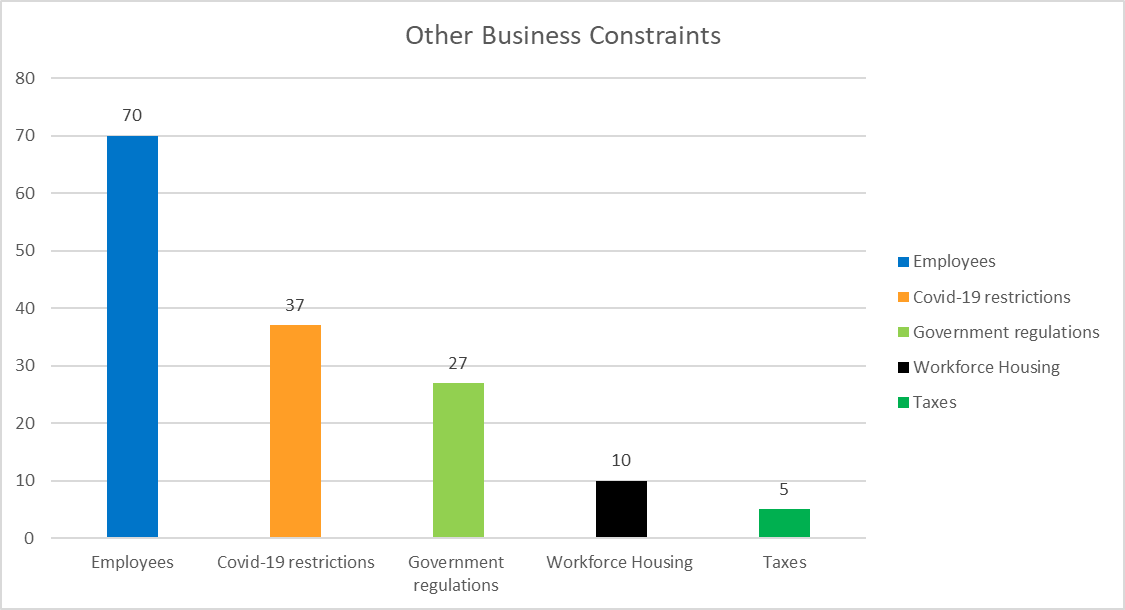 Other Business Constraints
80
70
60
50
40
30
20
10
0
70
37
27
10
5
Employees
Covid-19 restrictions
Government
regulations
Workforce Housing
Taxes
Employees
Covid-19 restrictions
Government regulations
Workforce Housing
Taxes